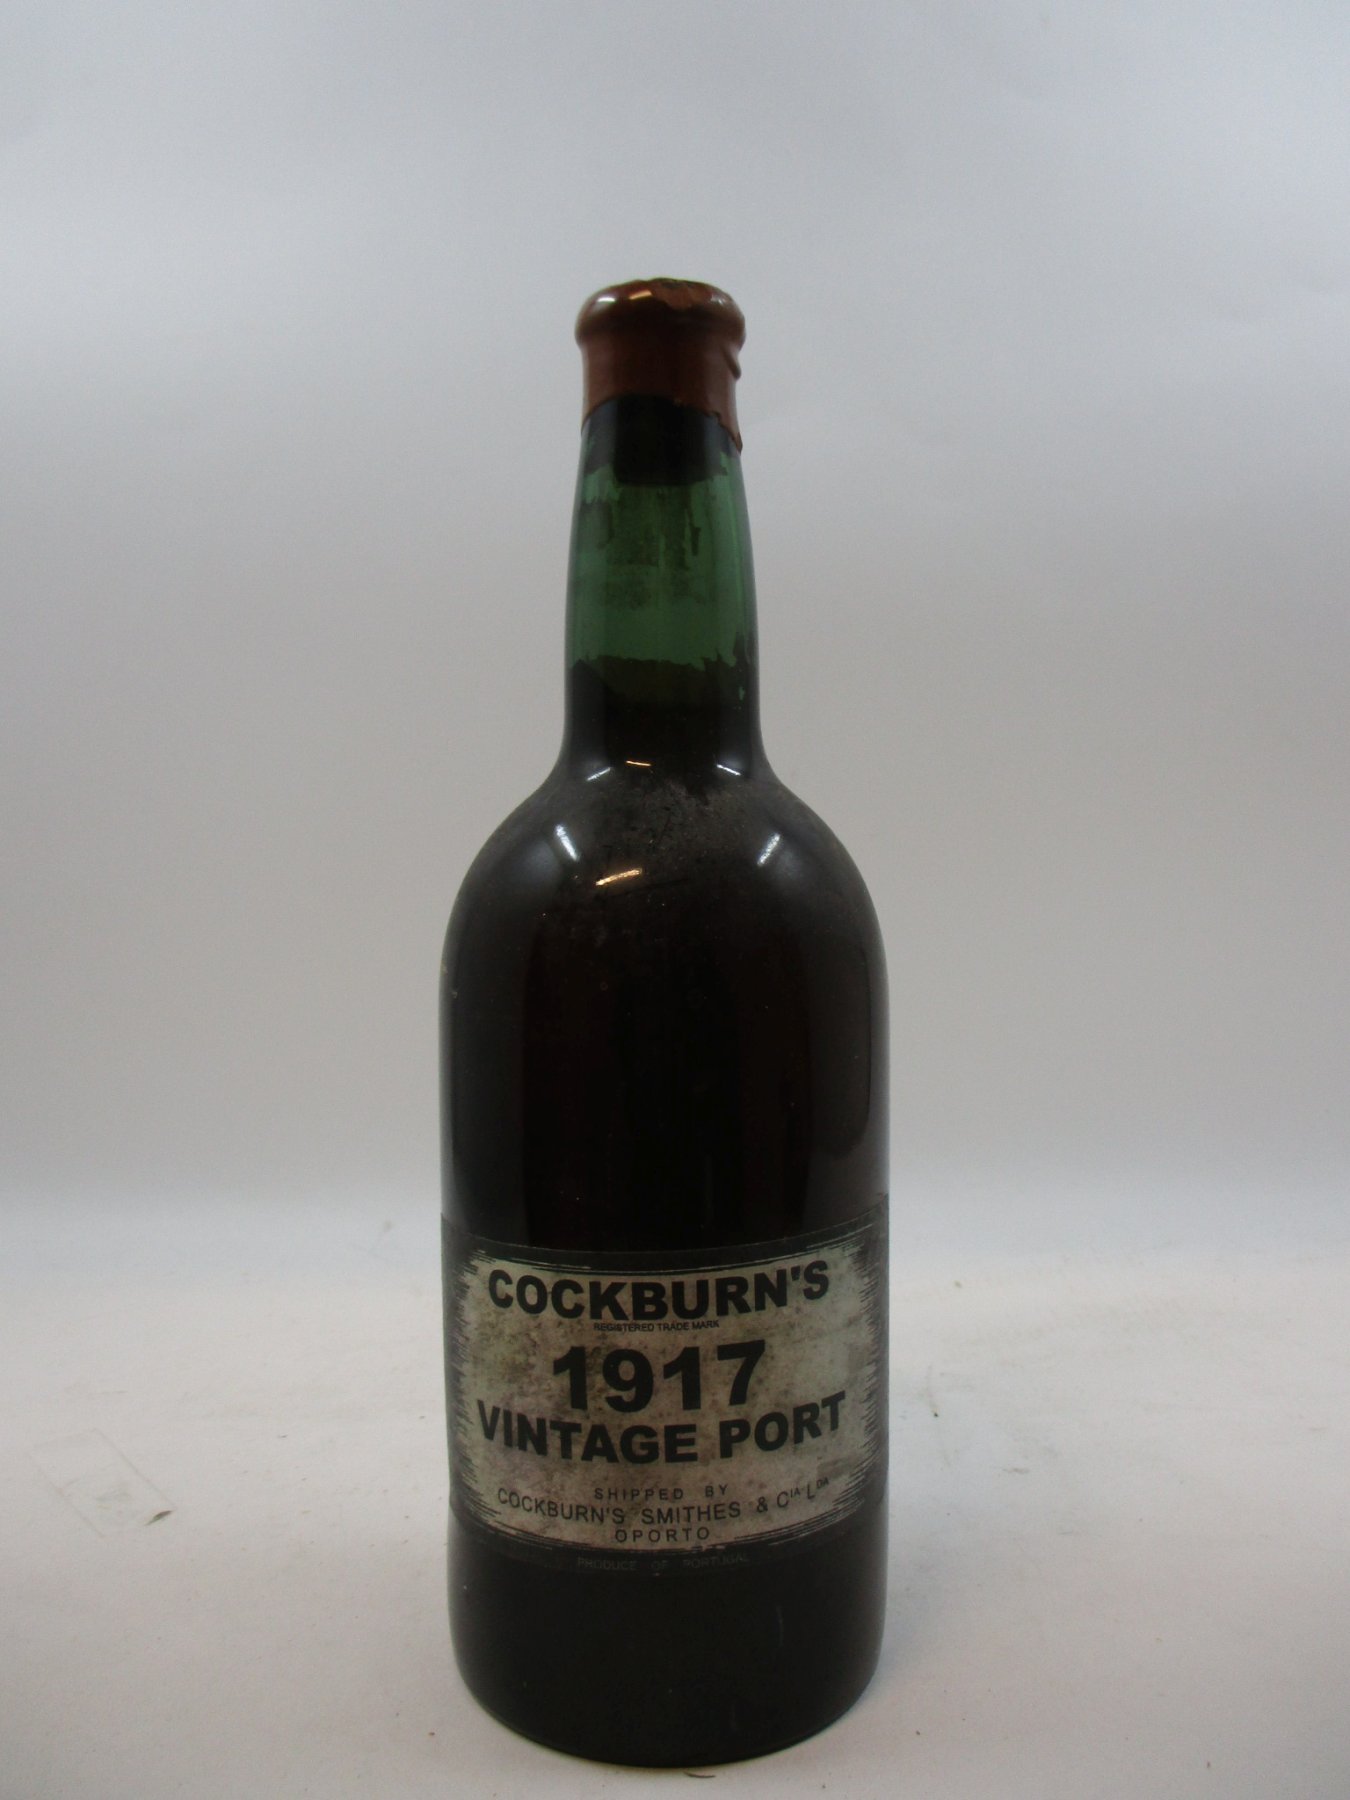 COCKBURN'S
REGISTERED TRADE MARK
1917
VINTAGE PORT
SHIPPED BY
COCKBURN'S SMITHES & CIA LDA
OPORTO
PRODUCE OF PORTUGAL